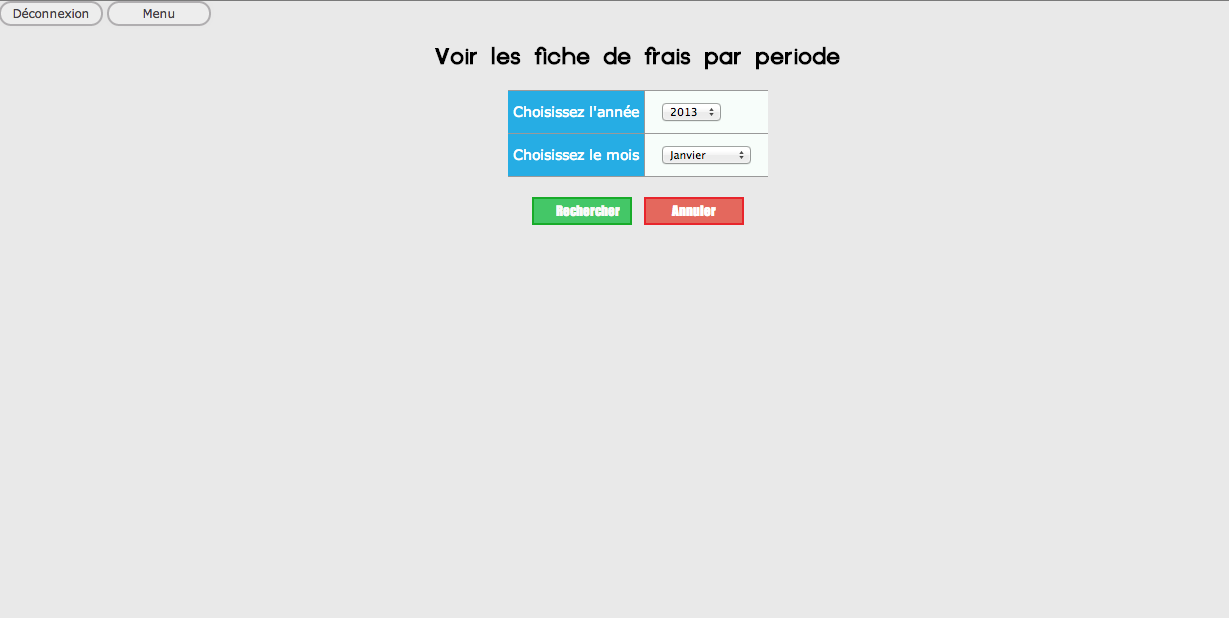 Déconnexion Menu
Voir les fiche de frais par periode
Choisissez l'année 2013
Choisissez le mois Janvier
Rechercher Annuler